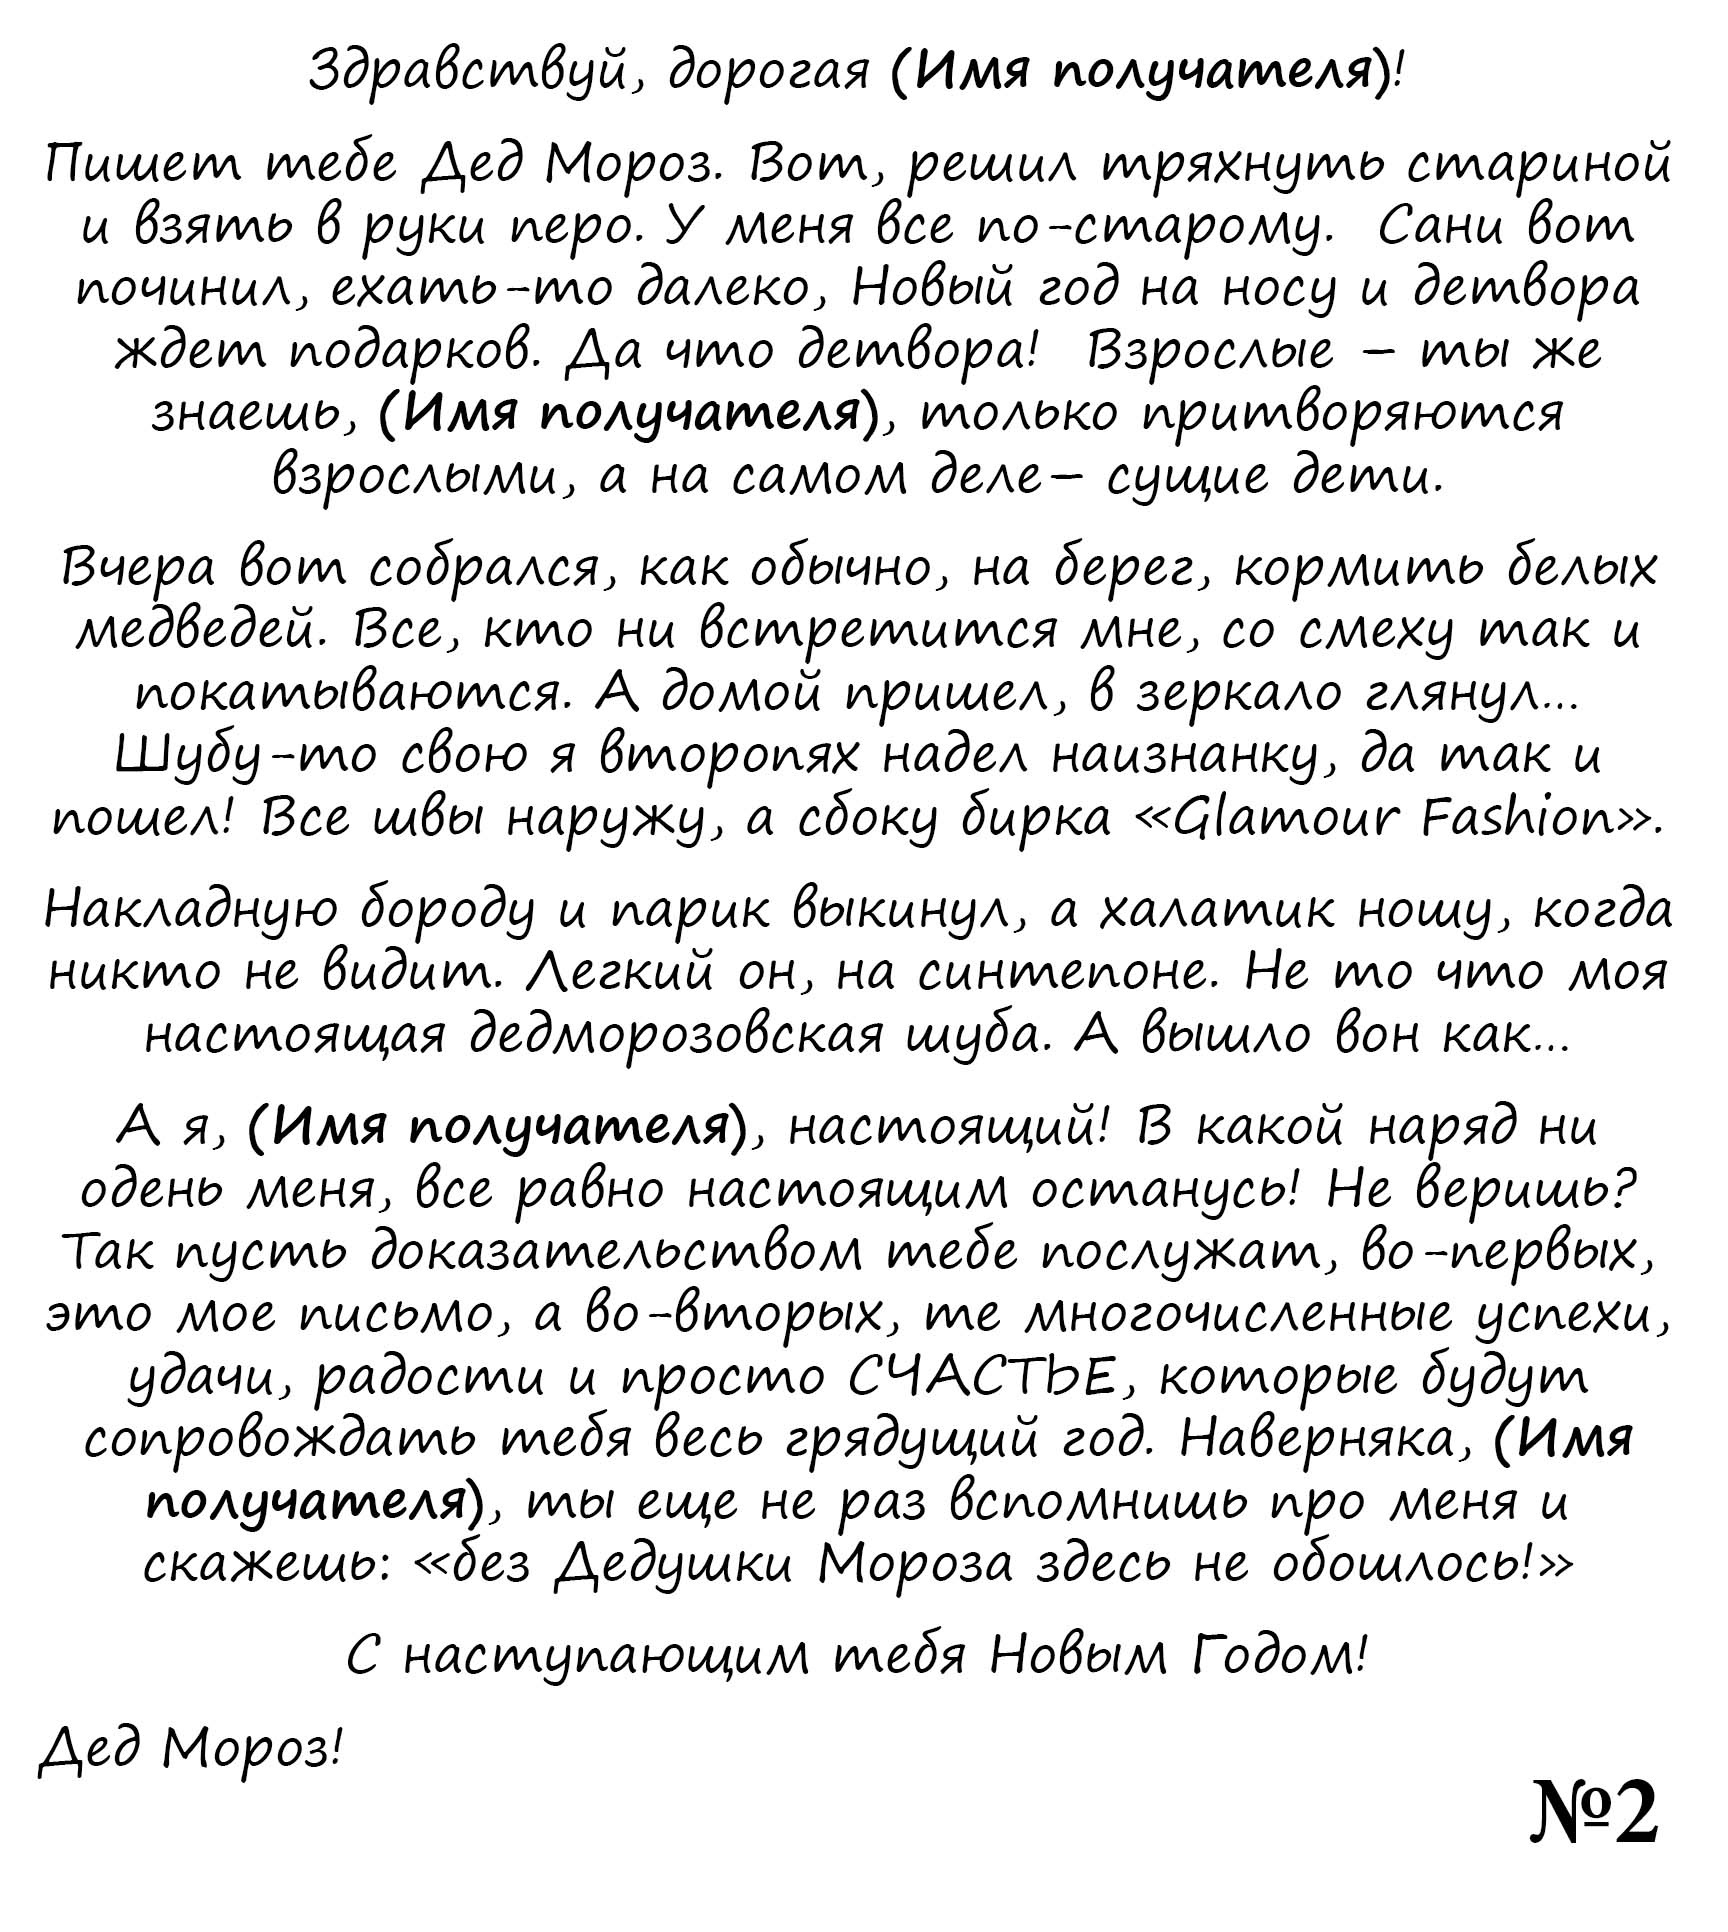 Здравствуй, дорогая (Имя получателя)!
Пишет тебе Дед Мороз. Вот, решил тряхнуть стариной
и взять в руки перо. У меня все по-старому.  Сани вот
починил, ехать-то далеко, Новый год на носу и детвора
ждет подарков. Да что детвора!  Взрослые – ты же
знаешь, (Имя получателя), только притворяются
взрослыми, а на самом деле– сущие дети.
Вчера вот собрался, как обычно, на берег, кормить белых
медведей. Все, кто ни встретится мне, со смеху так и
покатываются. А домой пришел, в зеркало глянул...
Шубу-то свою я второпях надел наизнанку, да так и
пошел! Все швы наружу, а сбоку бирка «Glamour Fashion».
Накладную бороду и парик выкинул, а халатик ношу, когда
никто не видит. Легкий он, на синтепоне. Не то что моя
настоящая дедморозовская шуба. А вышло вон как...
А я, (Имя получателя), настоящий! В какой наряд ни
одень меня, все равно настоящим останусь! Не веришь?
Так пусть доказательством тебе послужат, во-первых,
это мое письмо, а во-вторых, те многочисленные успехи,
удачи, радости и просто СЧАСТЬЕ, которые будут
сопровождать тебя весь грядущий год. Наверняка, (Имя
получателя), ты еще не раз вспомнишь про меня и
скажешь: «без Дедушки Мороза здесь не обошлось!»
С наступающим тебя Новым Годом!
Дед Мороз!
№2